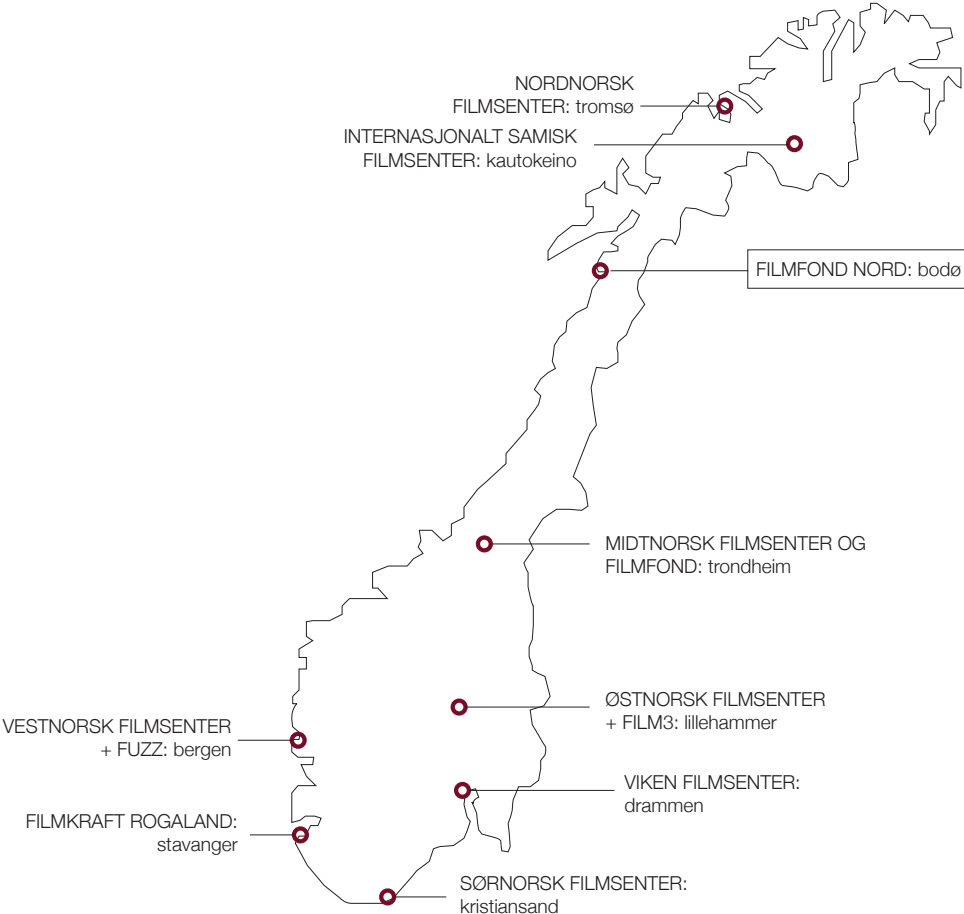 NORDNORSK
FILMSENTER: tromsø
INTERNASJONALT SAMISK
FILMSENTER: kautokeino
FILMFOND NORD: bodø
MIDTNORSK FILMSENTER OG
FILMFOND: trondheim
ØSTNORSK FILMSENTER
+ FILM3: lillehammer
VESTNORSK FILMSENTER
+ FUZZ: bergen
VIKEN FILMSENTER:
drammen
FILMKRAFT ROGALAND:
stavanger
SØRNORSK FILMSENTER:
kristiansand